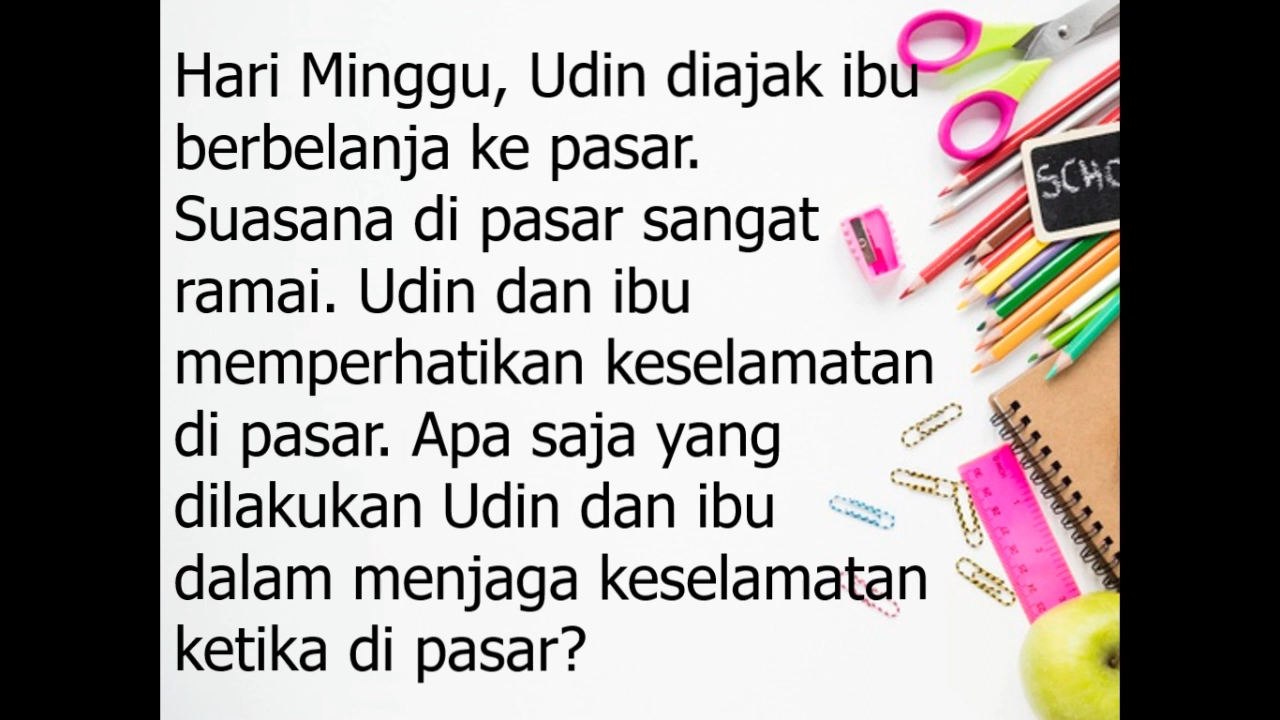 Hari Minggu, Udin diajak ibu
berbelanja ke pasar.
Suasana di pasar sangat
ramai. Udin dan ibu
memperhatikan keselamatan
di pasar. Apa saja yang
dilakukan Udin dan ibu
dalam menjaga keselamatan
ketika di pasar?